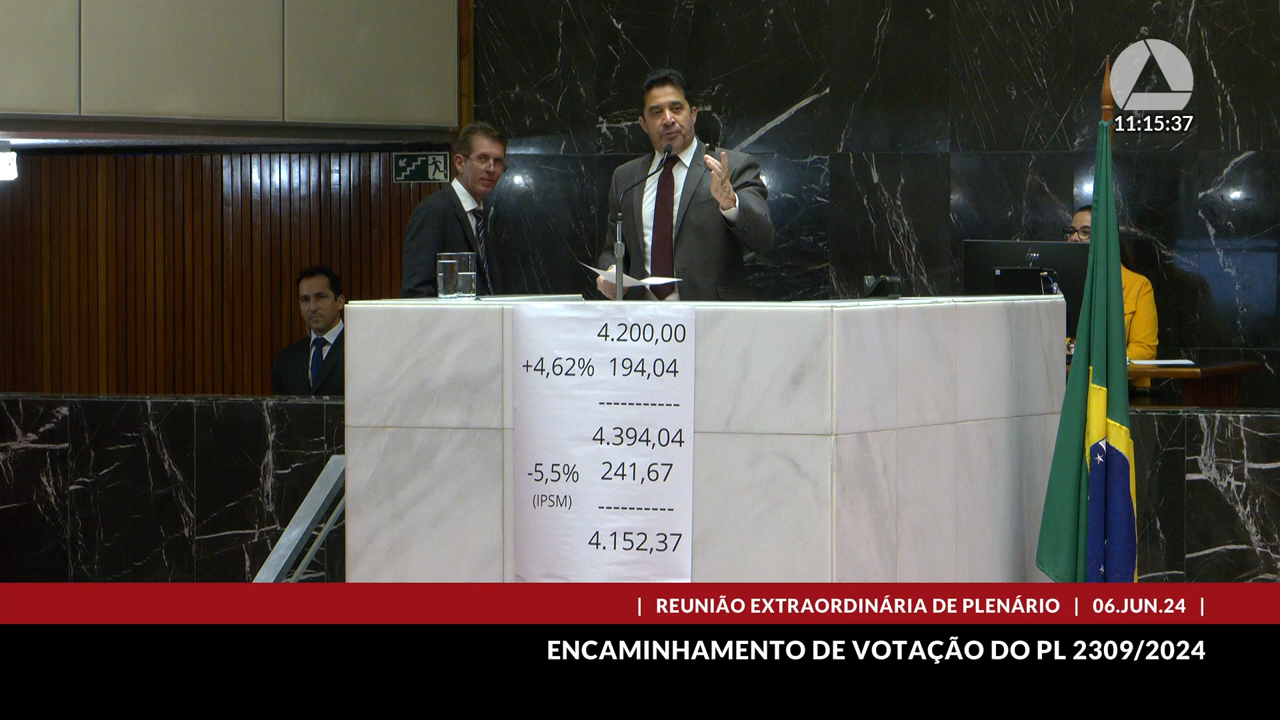 11:15:37
4.200,00
+4,62% 194,04
-----------
4.394,04
-5,5% 241,67
(IPSM) ----------
4.152,37
| REUNIÃO EXTRAORDINÁRIA DE PLENÁRIO | 06.JUN.24 |
ENCAMINHAMENTO DE VOTAÇÃO DO PL 2309/2024